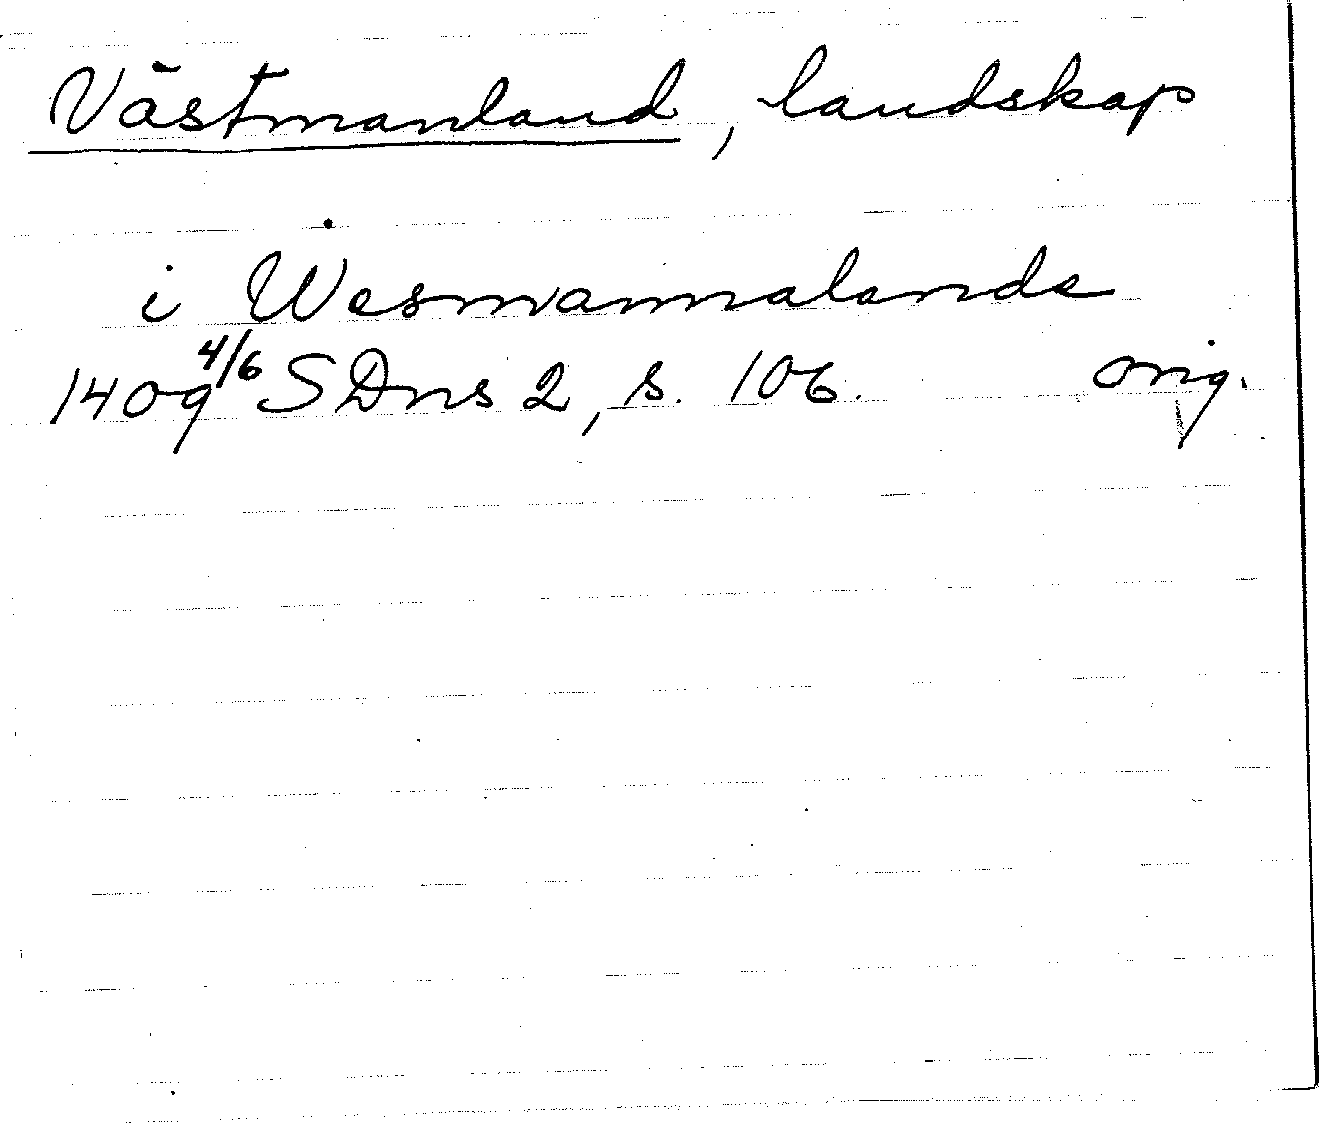 Västmanland, landskap
i Wesmannalande
1409 4/6 SDns 2, s. 106. orig.